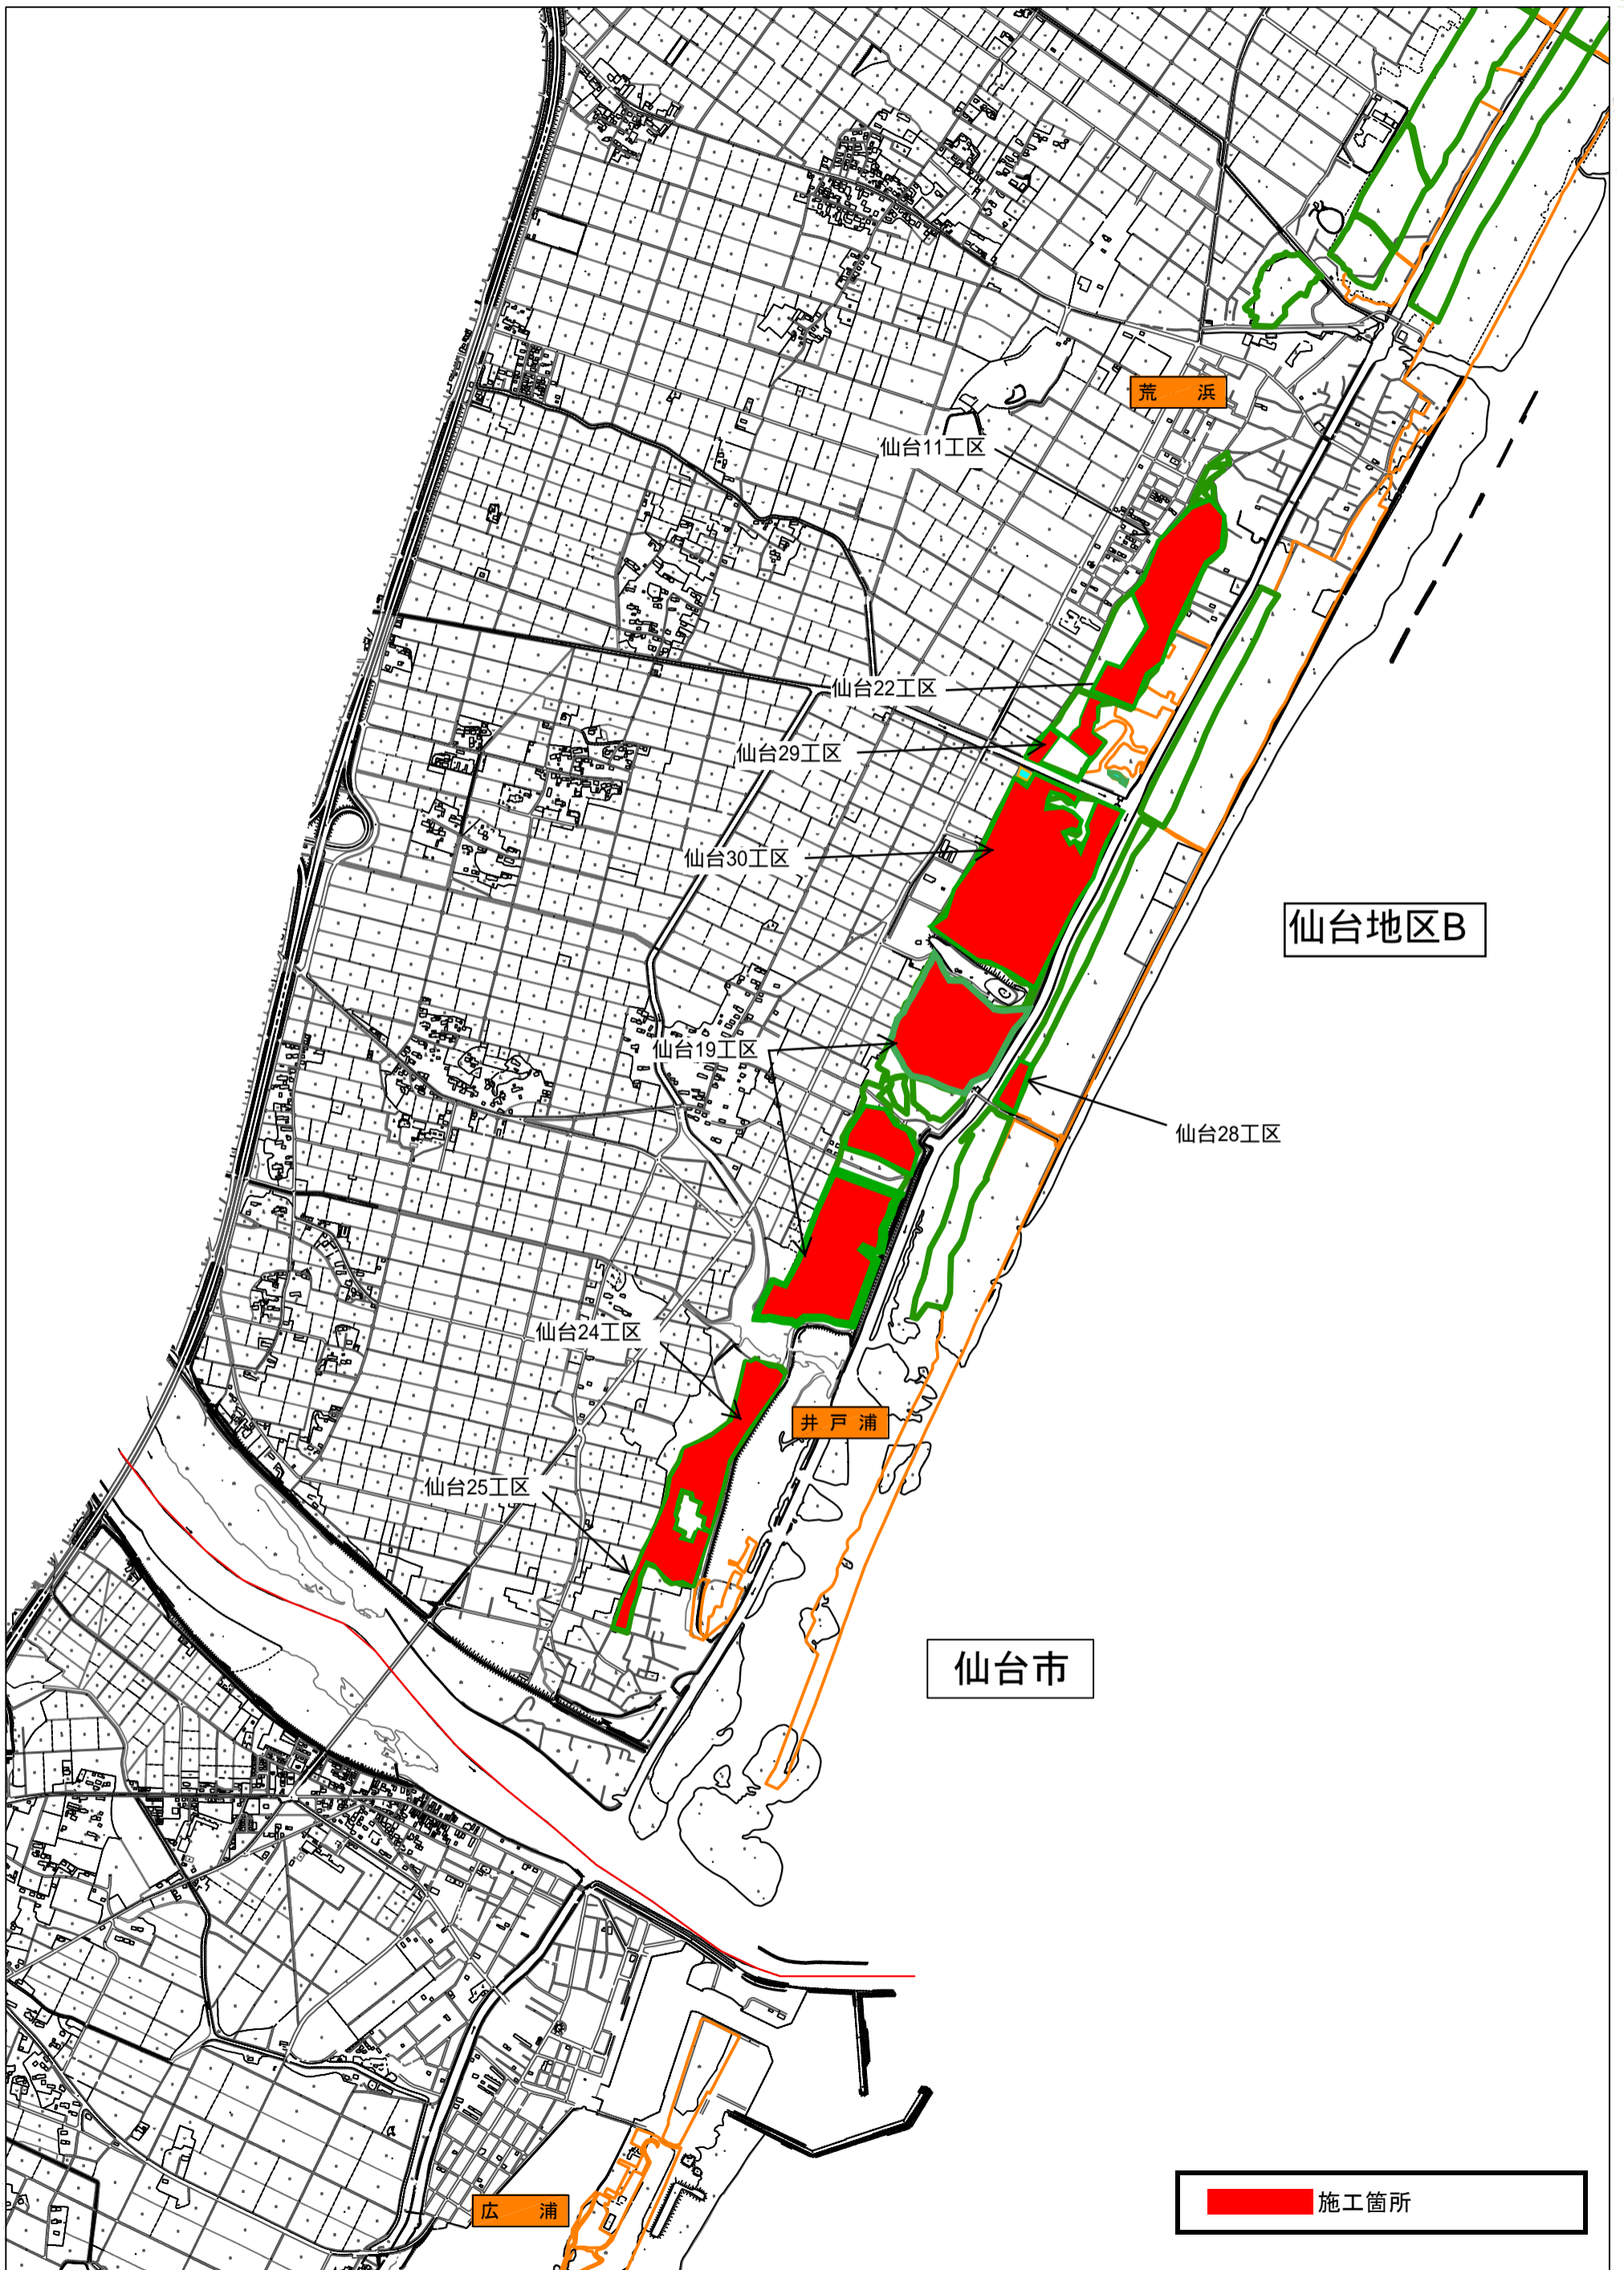 荒 浜
仙台11工区
仙台22工区
仙台29工区
仙台30工区
仙台地区B
仙台19工区
仙台28工区
仙台24工区
井 戸 浦
仙台25工区
仙台市
広 浦
施工箇所